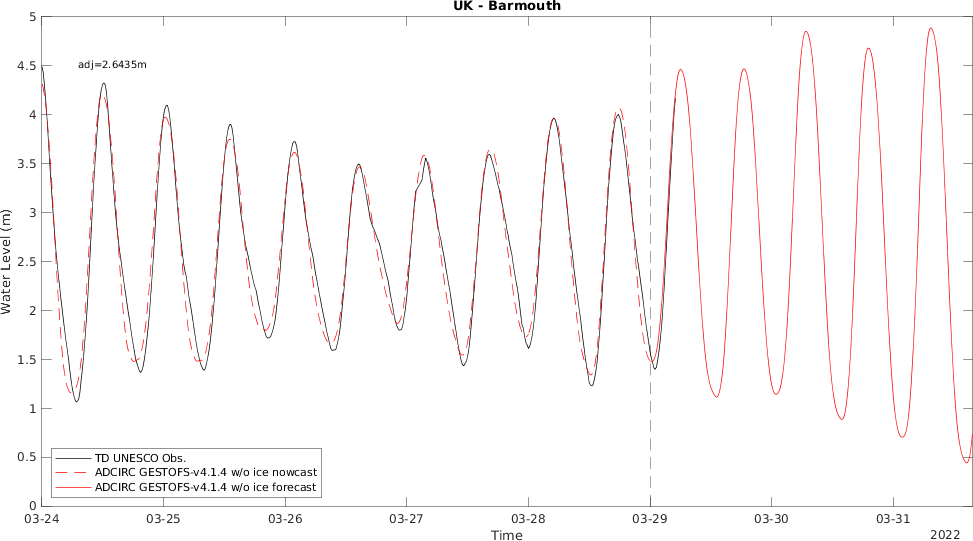 UK - Barmouth
adj=2.6435m
5
4.5
4
3.5
3
2.5
2
1.5
1
0.5
0
Water Level (m)
TD UNESCO Obs.
ADCIRC GESTOFS-v4.1.4 w/o ice nowcast
ADCIRC GESTOFS-v4.1.4 w/o ice forecast
03-24 03-25 03-26 03-27 03-28 03-29 03-30 03-31
Time
2022